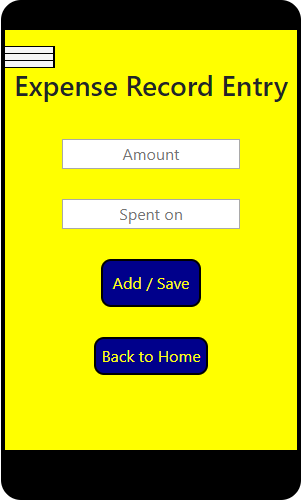 Expense Record Entry
Amount
Spent on
Add / Save
Back to Home